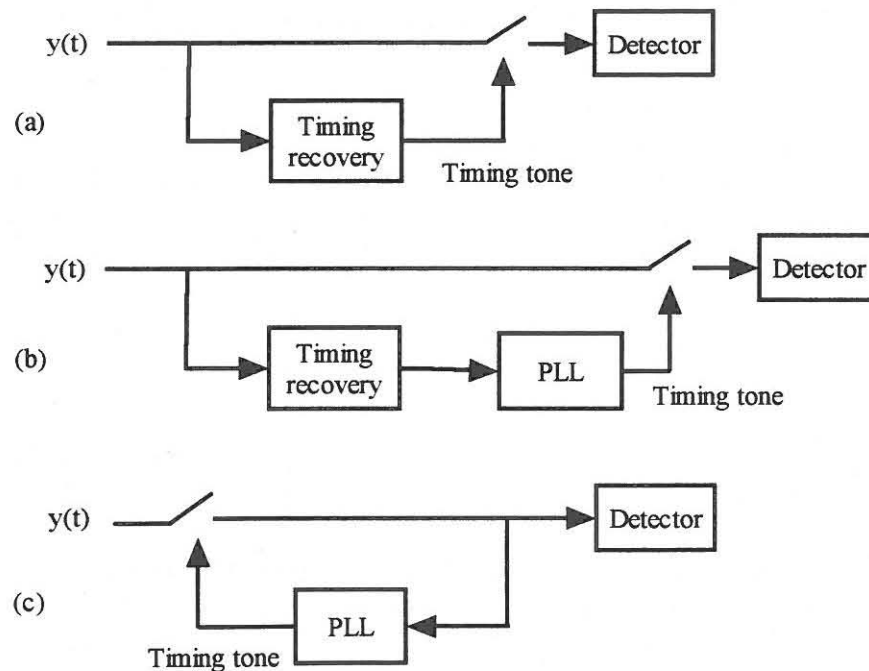 y(t)
Detector
(a)
Timing
recovery
Timing tone
y(t)
Detector
(b)
Timing
recovery
PLL
Timing tone
y(t)
Detector
(c)
PLL
Timing tone